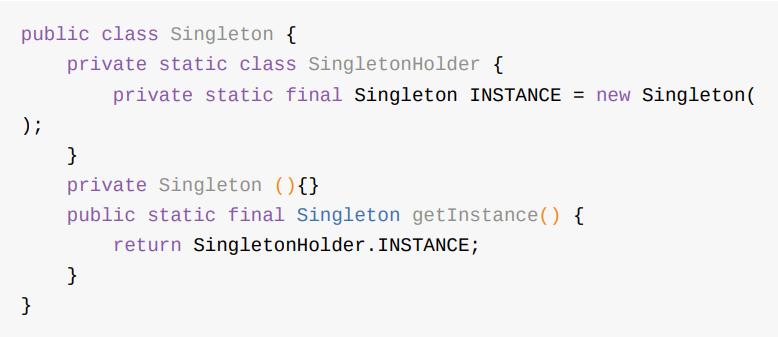 public class Singleton {
    private static class SingletonHolder {
        private static final Singleton INSTANCE = new Singleton(
);
    }
    private Singleton (){}
    public static final Singleton getInstance() {
        return SingletonHolder.INSTANCE;
    }
}